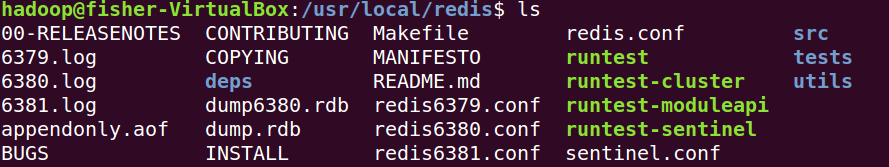 hadoop@fisher-VirtualBox:/usr/local/redis$ ls
00-RELEASENOTES CONTRIBUTING Makefile redis.conf src
6379.log COPYING MANIFESTO runtest tests
6380.log deps README.md runtest-cluster utils
6381.log dump6380.rdb redis6379.conf runtest-moduleapi
appendonly.aof dump.rdb redis6380.conf runtest-sentinel
BUGS INSTALL redis6381.conf sentinel.conf